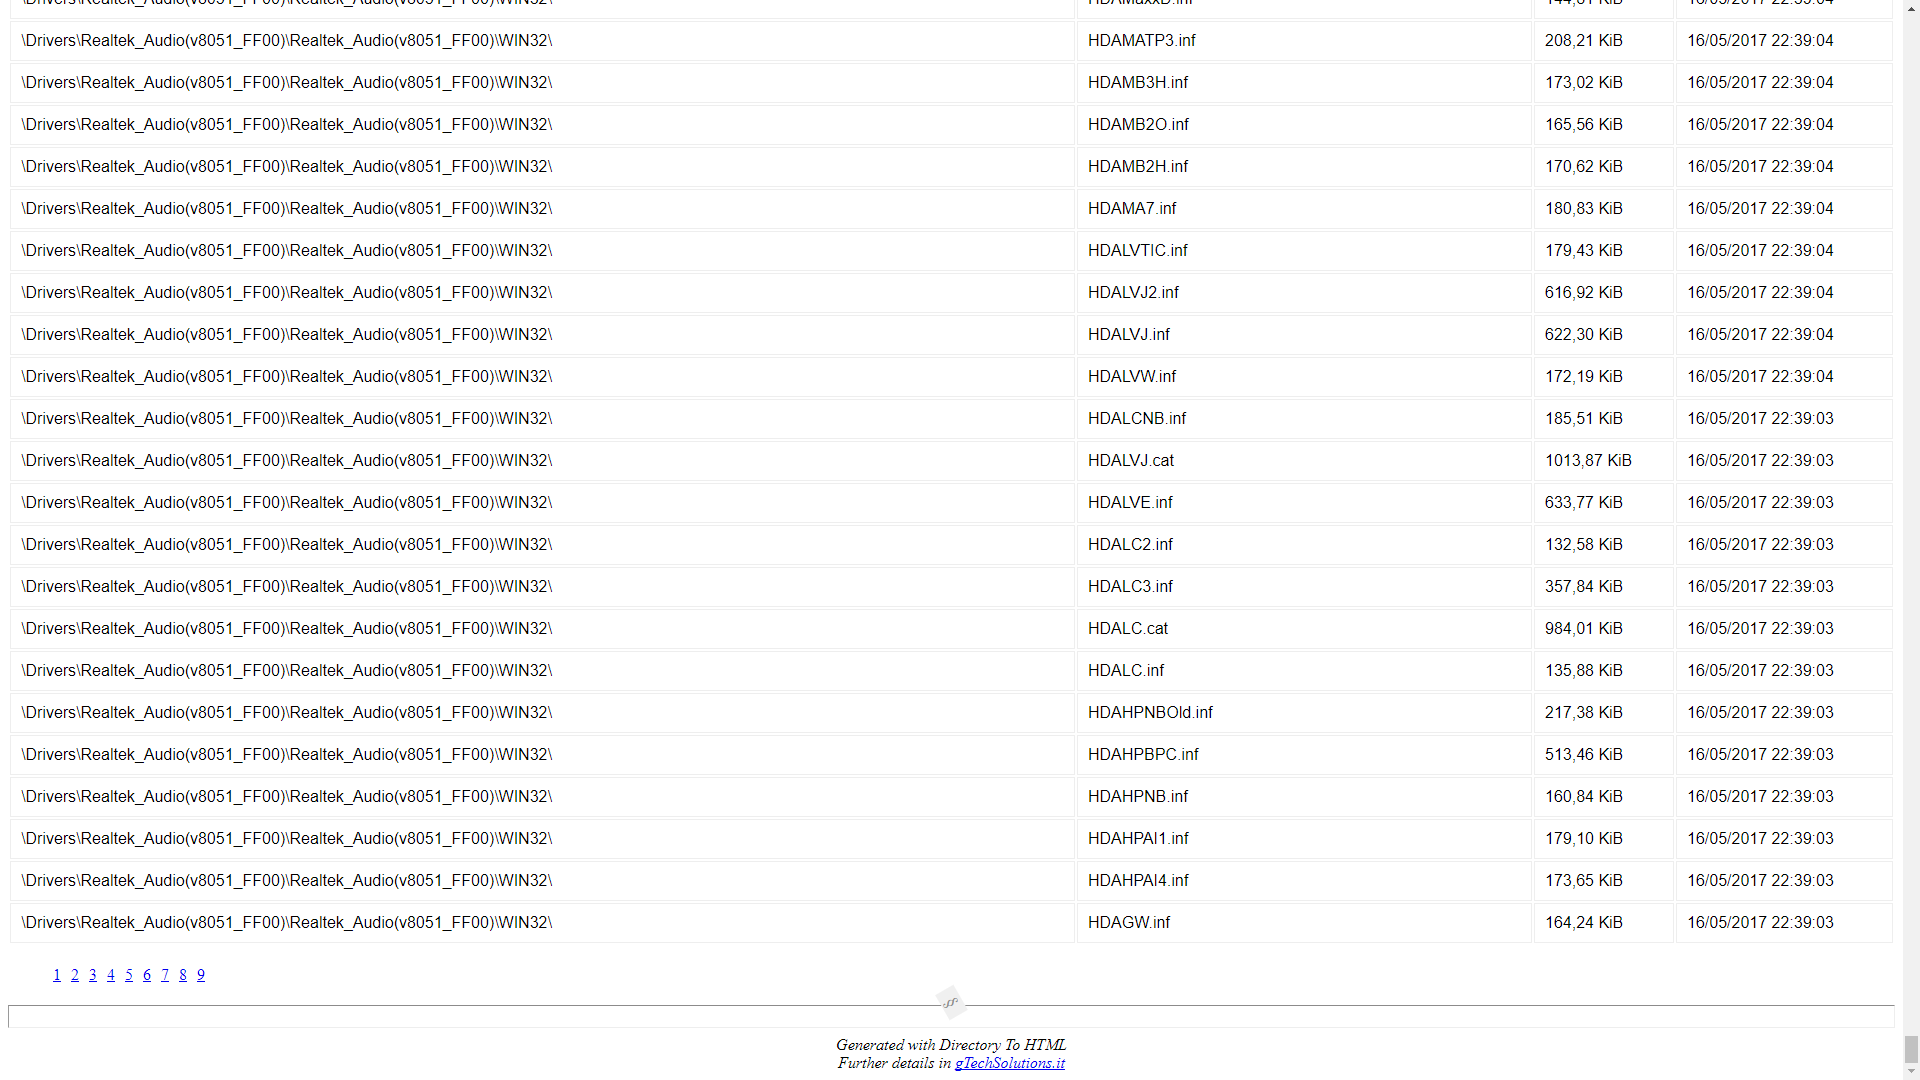 \Drivers\Realtek_Audio(v8051_FF00)\Realtek_Audio(v8051_FF00)\WIN32\ HDAMaxxD.inf 144,61 KiB 16/05/2017 22:39:04
\Drivers\Realtek_Audio(v8051_FF00)\Realtek_Audio(v8051_FF00)\WIN32\ HDAMATP3.inf 208,21 KiB 16/05/2017 22:39:04
\Drivers\Realtek_Audio(v8051_FF00)\Realtek_Audio(v8051_FF00)\WIN32\ HDAMB3H.inf 173,02 KiB 16/05/2017 22:39:04
\Drivers\Realtek_Audio(v8051_FF00)\Realtek_Audio(v8051_FF00)\WIN32\ HDAMB2O.inf 165,56 KiB 16/05/2017 22:39:04
\Drivers\Realtek_Audio(v8051_FF00)\Realtek_Audio(v8051_FF00)\WIN32\ HDAMB2H.inf 170,62 KiB 16/05/2017 22:39:04
\Drivers\Realtek_Audio(v8051_FF00)\Realtek_Audio(v8051_FF00)\WIN32\ HDAMA7.inf 180,83 KiB 16/05/2017 22:39:04
\Drivers\Realtek_Audio(v8051_FF00)\Realtek_Audio(v8051_FF00)\WIN32\ HDALVTIC.inf 179,43 KiB 16/05/2017 22:39:04
\Drivers\Realtek_Audio(v8051_FF00)\Realtek_Audio(v8051_FF00)\WIN32\ HDALVJ2.inf 616,92 KiB 16/05/2017 22:39:04
\Drivers\Realtek_Audio(v8051_FF00)\Realtek_Audio(v8051_FF00)\WIN32\ HDALVJ.inf 622,30 KiB 16/05/2017 22:39:04
\Drivers\Realtek_Audio(v8051_FF00)\Realtek_Audio(v8051_FF00)\WIN32\ HDALVW.inf 172,19 KiB 16/05/2017 22:39:04
\Drivers\Realtek_Audio(v8051_FF00)\Realtek_Audio(v8051_FF00)\WIN32\ HDALCNB.inf 185,51 KiB 16/05/2017 22:39:03
\Drivers\Realtek_Audio(v8051_FF00)\Realtek_Audio(v8051_FF00)\WIN32\ HDALVJ.cat 1013,87 KiB 16/05/2017 22:39:03
\Drivers\Realtek_Audio(v8051_FF00)\Realtek_Audio(v8051_FF00)\WIN32\ HDALVE.inf 633,77 KiB 16/05/2017 22:39:03
\Drivers\Realtek_Audio(v8051_FF00)\Realtek_Audio(v8051_FF00)\WIN32\ HDALC2.inf 132,58 KiB 16/05/2017 22:39:03
\Drivers\Realtek_Audio(v8051_FF00)\Realtek_Audio(v8051_FF00)\WIN32\ HDALC3.inf 357,84 KiB 16/05/2017 22:39:03
\Drivers\Realtek_Audio(v8051_FF00)\Realtek_Audio(v8051_FF00)\WIN32\ HDALC.cat 984,01 KiB 16/05/2017 22:39:03
\Drivers\Realtek_Audio(v8051_FF00)\Realtek_Audio(v8051_FF00)\WIN32\ HDALC.inf 135,88 KiB 16/05/2017 22:39:03
\Drivers\Realtek_Audio(v8051_FF00)\Realtek_Audio(v8051_FF00)\WIN32\ HDAHPNBOld.inf 217,38 KiB 16/05/2017 22:39:03
\Drivers\Realtek_Audio(v8051_FF00)\Realtek_Audio(v8051_FF00)\WIN32\ HDAHPBPC.inf 513,46 KiB 16/05/2017 22:39:03
\Drivers\Realtek_Audio(v8051_FF00)\Realtek_Audio(v8051_FF00)\WIN32\ HDAHPNB.inf 160,84 KiB 16/05/2017 22:39:03
\Drivers\Realtek_Audio(v8051_FF00)\Realtek_Audio(v8051_FF00)\WIN32\ HDAHPAI1.inf 179,10 KiB 16/05/2017 22:39:03
\Drivers\Realtek_Audio(v8051_FF00)\Realtek_Audio(v8051_FF00)\WIN32\ HDAHPAI4.inf 173,65 KiB 16/05/2017 22:39:03
\Drivers\Realtek_Audio(v8051_FF00)\Realtek_Audio(v8051_FF00)\WIN32\ HDAGW.inf 164,24 KiB 16/05/2017 22:39:03
1 2 3 4 5 6 7 8 9
§
Generated with Directory To HTML
Further details in gTechSolutions.it